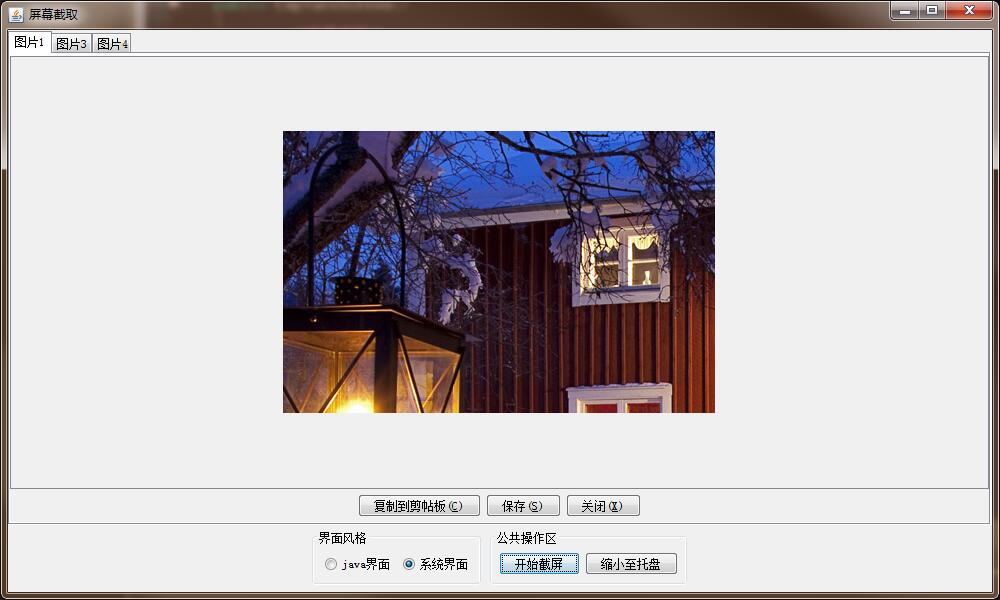 屏幕截取
图片1 图片3 图片4
复制到剪帖板(C) 保存(S) 关闭(X)
界面风格 公共操作区
java界面 系统界面 开始截屏 缩小至托盘